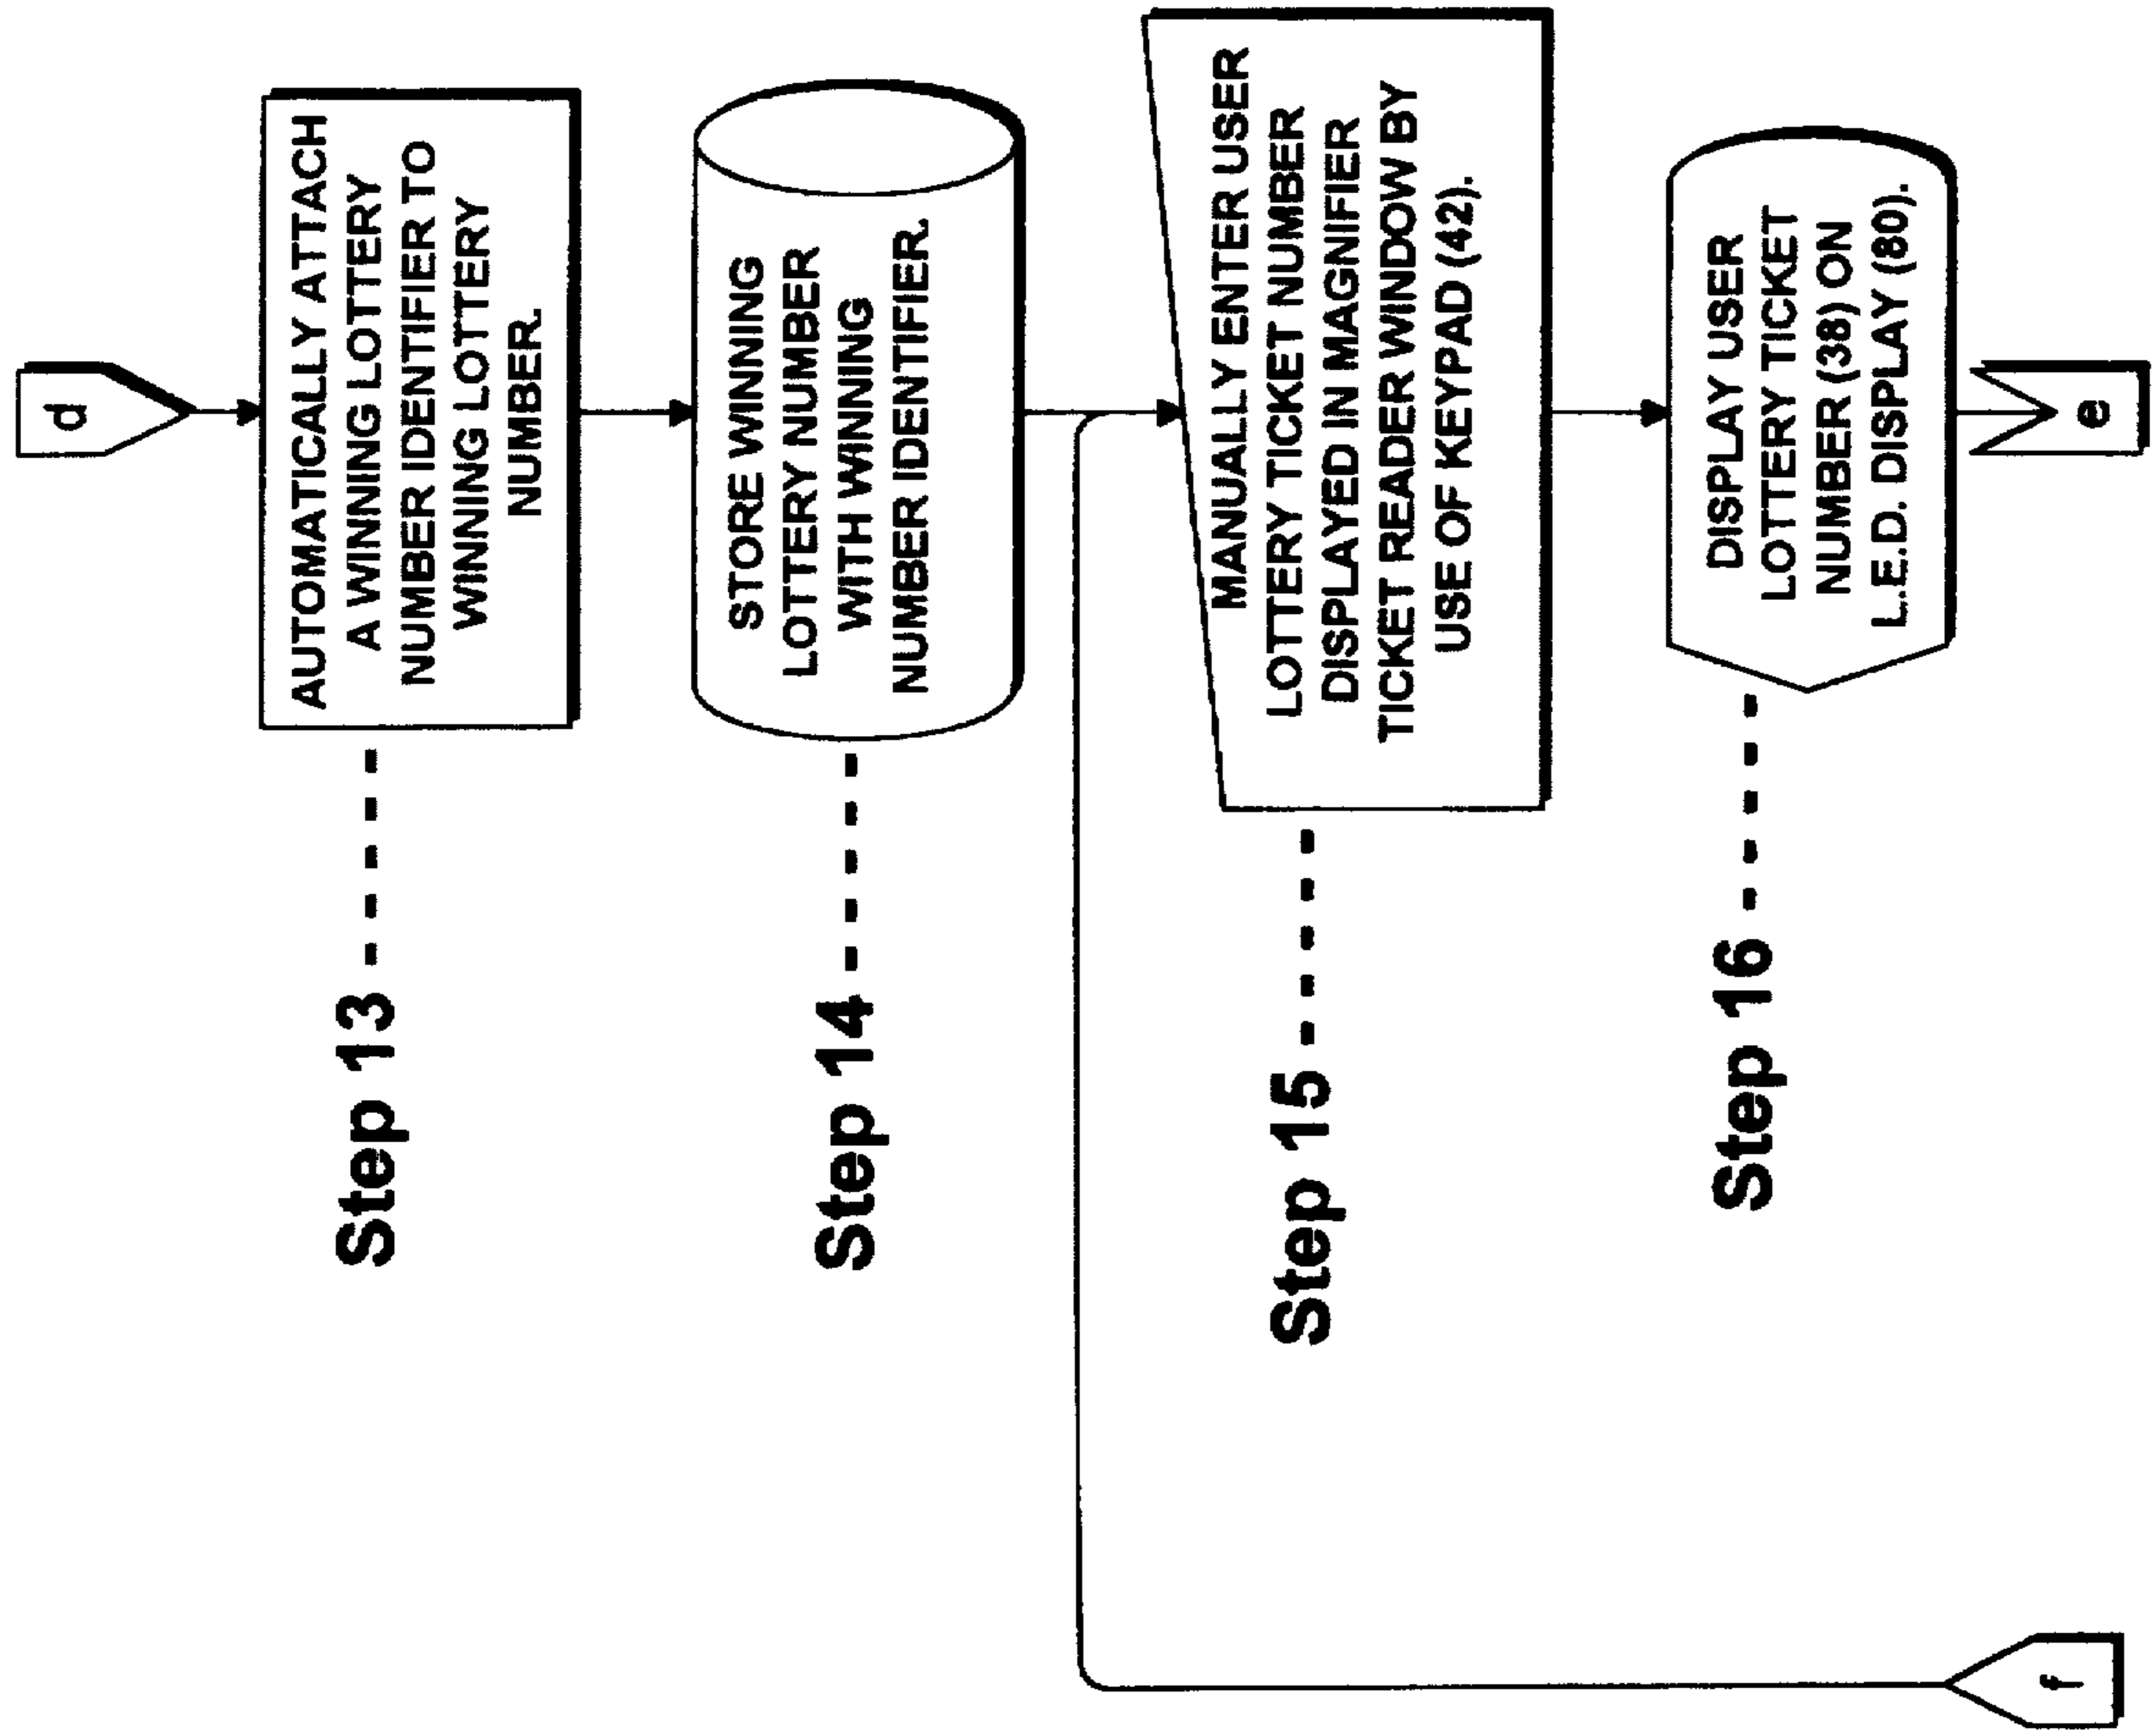 d
Step 13
AUTOMATICALLY ATTACH
A WINNING LOTTERY
NUMBER IDENTIFIER TO
WINNING LOTTERY
NUMBER.
Step 14
STORE WINNING
LOTTERY NUMBER
WITH WINNING
NUMBER IDENTIFIER.
Step 15
MANUALLY ENTER USER
LOTTERY TICKET NUMBER
DISPLAYED IN MAGNIFIER
TICKET READER WINDOW BY
USE OF KEYPAD (42).
Step 16
DISPLAY USER
LOTTERY TICKET
NUMBER (38) ON
L.E.D. DISPLAY (80).
f
e